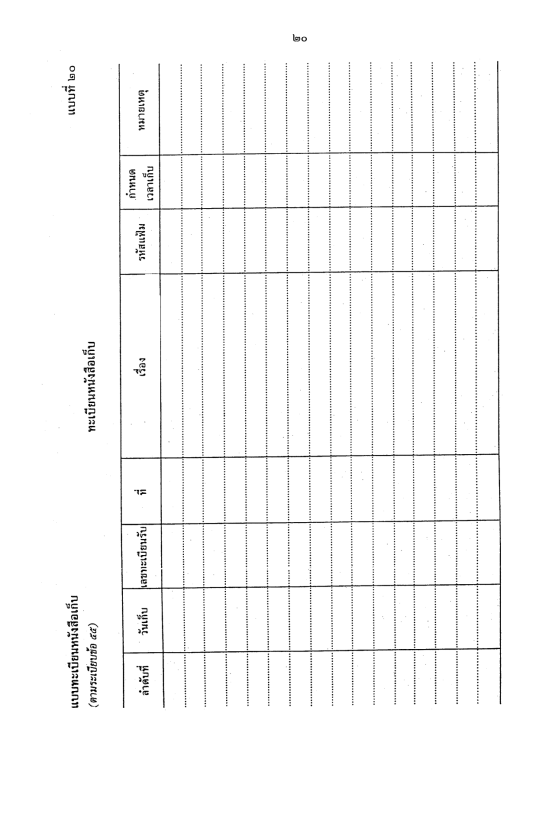 ๒๐
แบบที่ ๒๐
แบบทะเบียนหนังสือเก็บ
(ตามระเบียบข้อ ๕๕)
ทะเบียนหนังสือเก็บ
ลำดับที่
วันเก็บ
เลขทะเบียนรับ
ที่
เรื่อง
รหัสแฟ้ม
กำหนด
เวลาเก็บ
หมายเหตุ